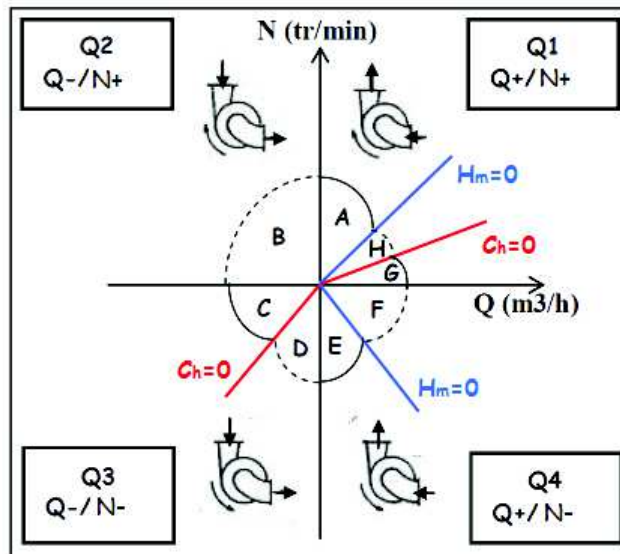 N (tr/min)
Q2
Q-/N+
Q1
Q+/N+
Hm=0
A
Ch=0
B
H
G
Q (m3/h)
C
F
D
E
Ch=0
Hm=0
Q3
Q-/N-
Q4
Q+/N-